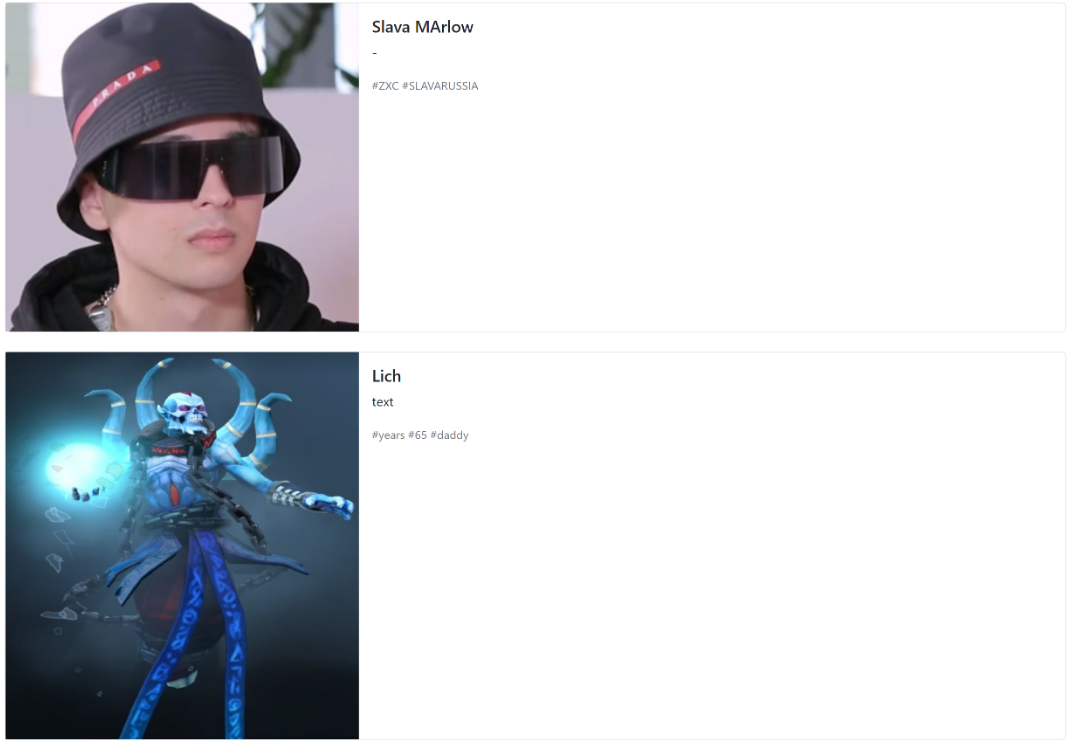 PRADA
Slava MArlow
-
#ZXC #SLAVARUSSIA
Lich
text
#years #65 #daddy